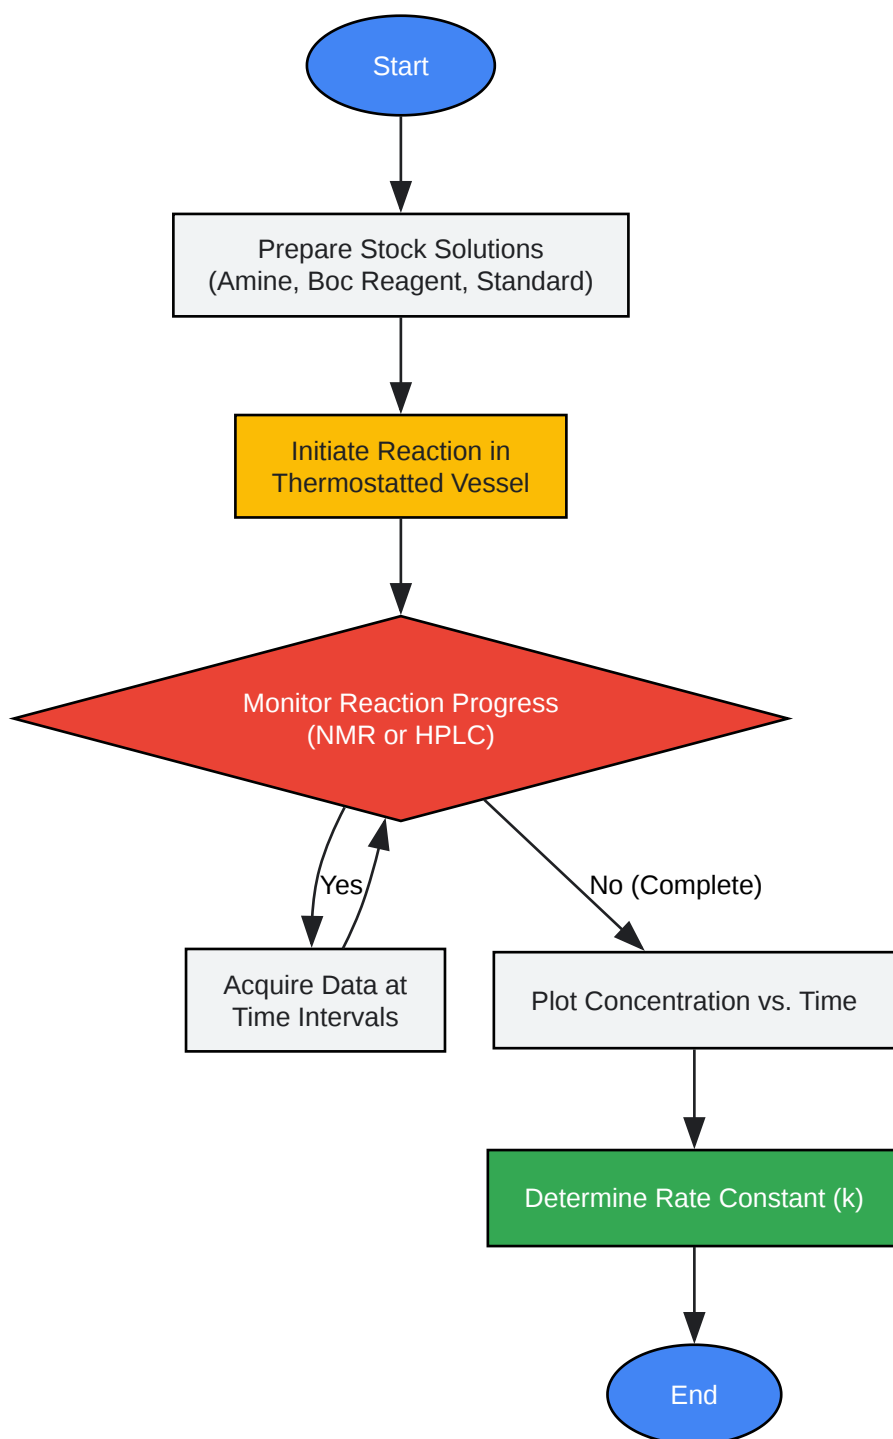 Start
Prepare Stock Solutions
(Amine, Boc Reagent, Standard)
Initiate Reaction in
Thermostatted Vessel
Monitor Reaction Progress
(NMR or HPLC)
Yes
No (Complete)
Acquire Data at
Time Intervals
Plot Concentration vs. Time
Determine Rate Constant (k)
End